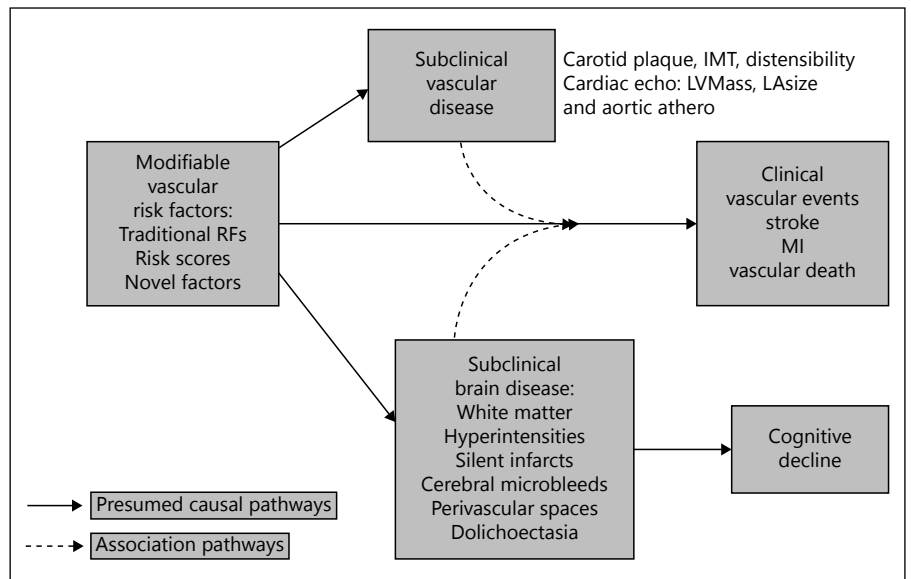 Subclinical
vascular
disease
Carotid plaque, IMT, distensibility
Cardiac echo: LVMass, LAsize
and aortic athero
Modifiable
vascular
risk factors:
Traditional RFs
Risk scores
Novel factors
Clinical
vascular events
stroke
MI
vascular death
Subclinical
brain disease:
White matter
Hyperintensities
Silent infarcts
Cerebral microbleeds
Perivascular spaces
Dolichoectasia
Cognitive
decline
Presumed causal pathways
Association pathways